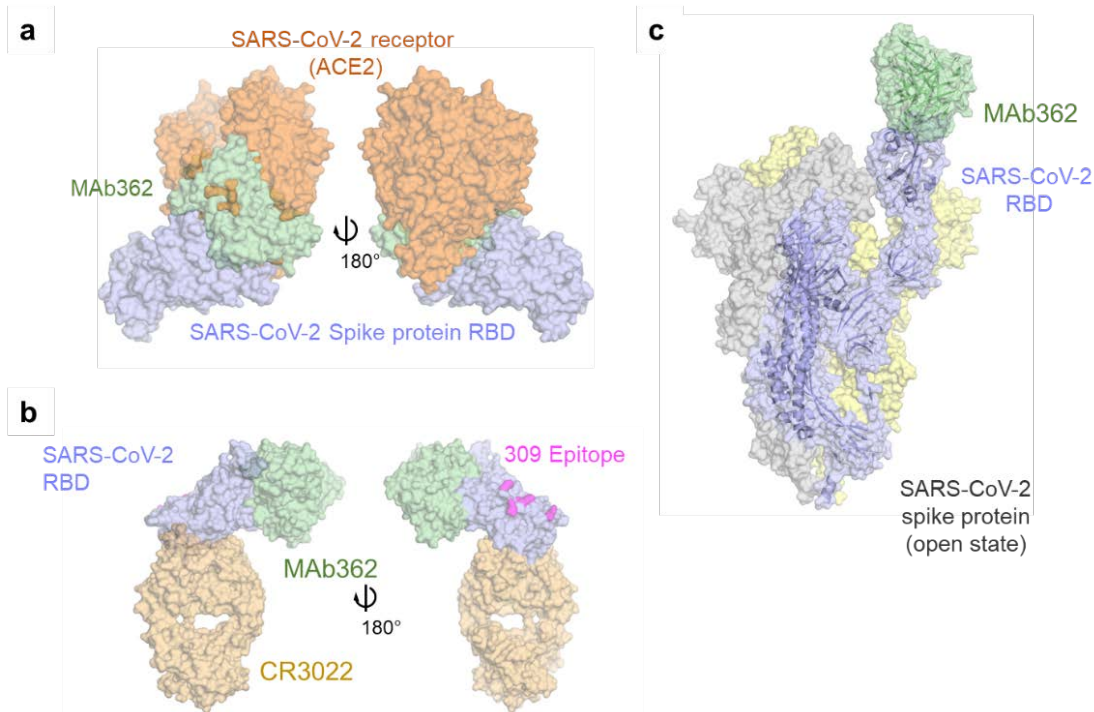 a
SARS-CoV-2 receptor
(ACE2)
MAb362
180°
SARS-CoV-2 Spike protein RBD
b
SARS-CoV-2
RBD
309 Epitope
MAb362
180°
CR3022
c
MAb362
SARS-CoV-2
RBD
SARS-CoV-2
spike protein
(open state)